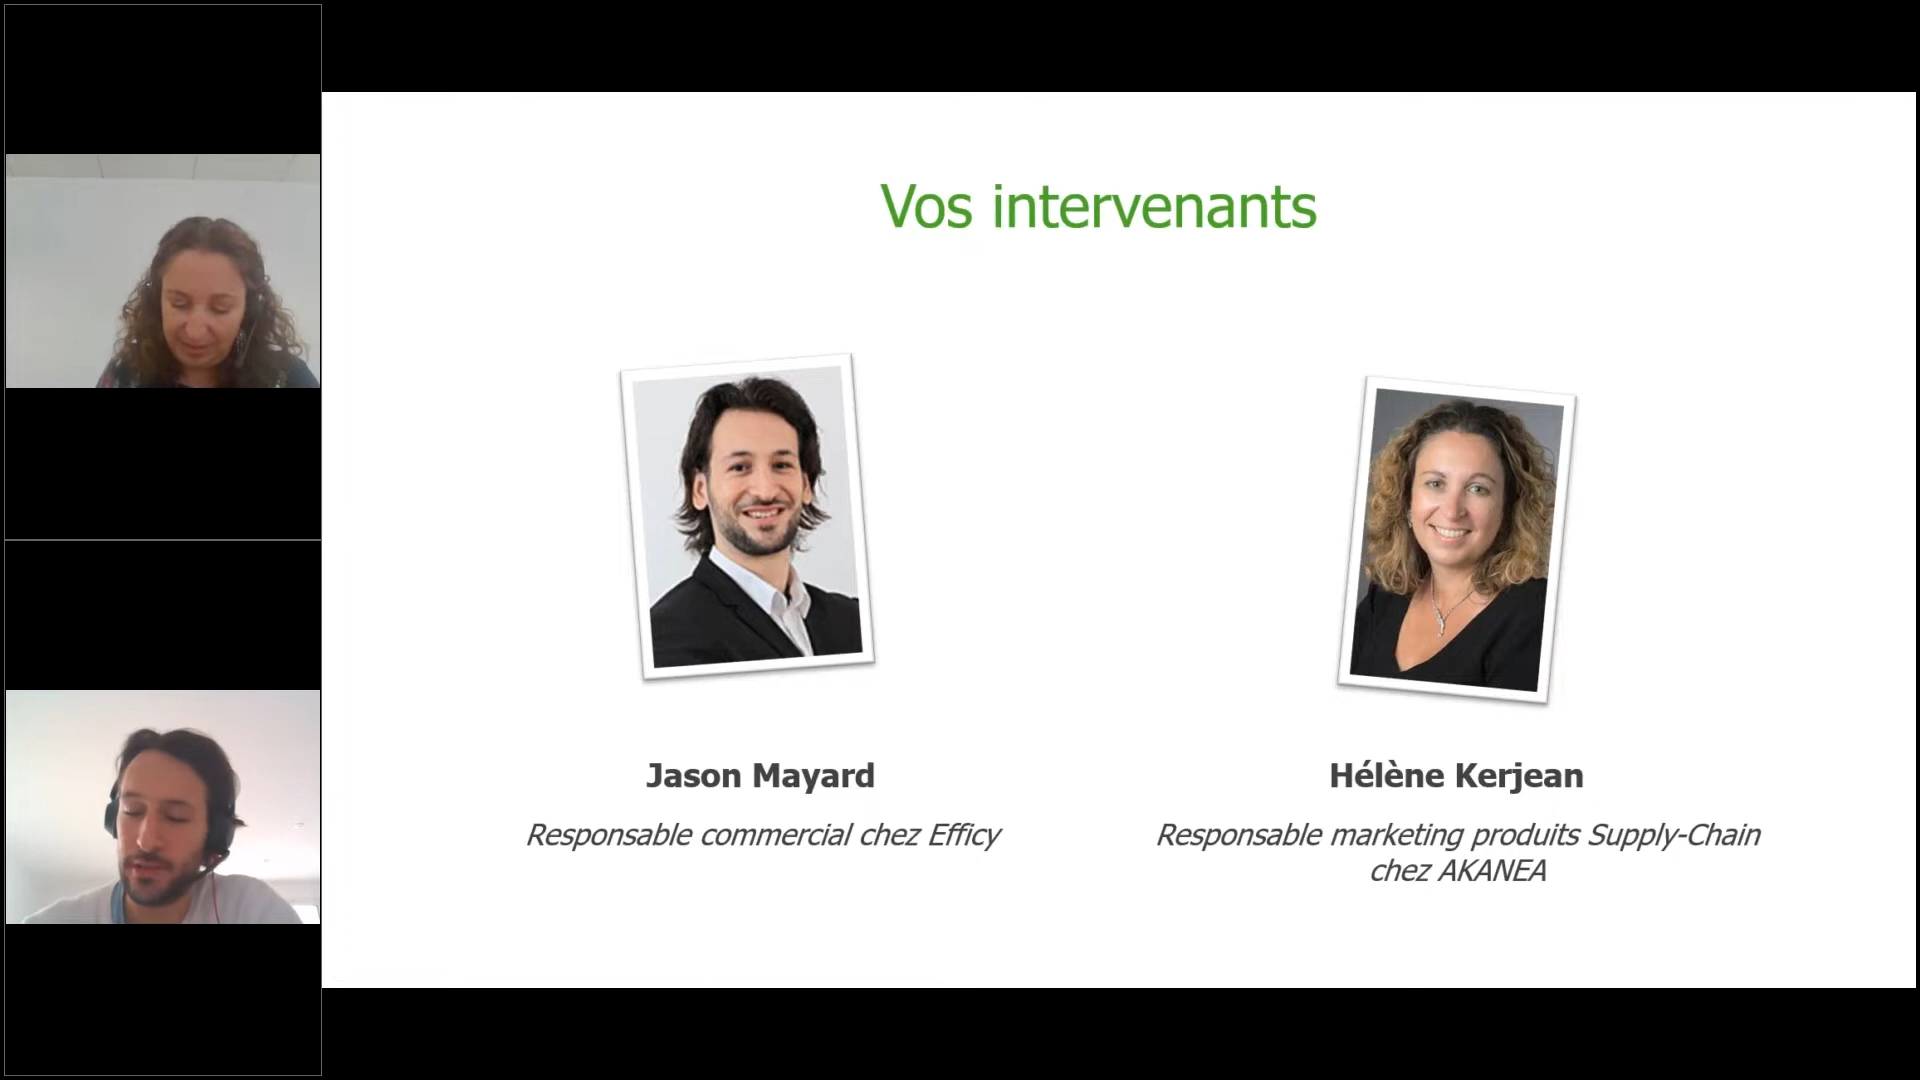 Vos intervenants
Jason Mayard
Responsable commercial chez Efficy
Hélène Kerjean
Responsable marketing produits Supply-Chain
chez AKANEA